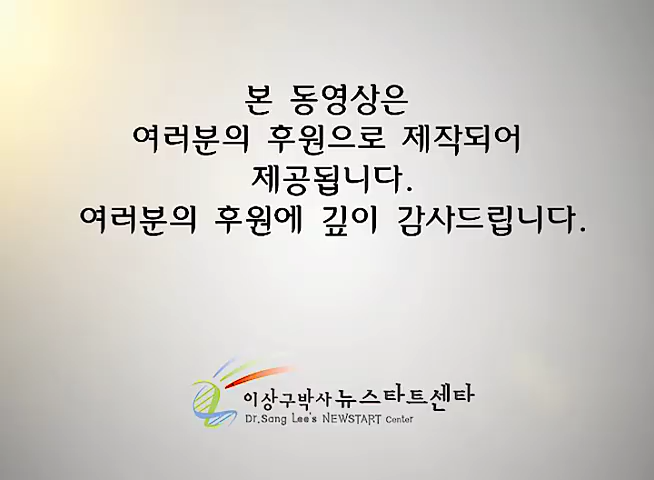 본 동영상은
여러분의 후원으로 제작되어
제공됩니다.
여러분의 후원에 깊이 감사드립니다.
이상구박사 뉴스타트센타
Dr.Sang Lee's NEWSTART Center